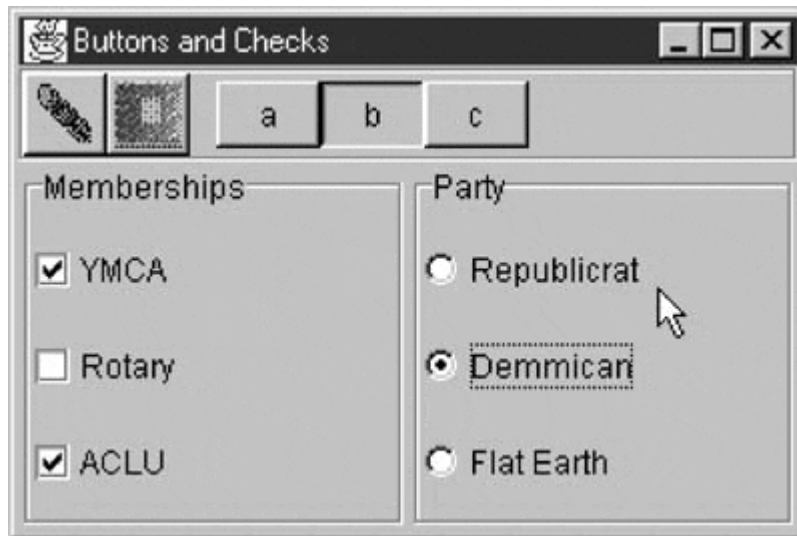 Buttons and Checks
a b c
Memberships
YMCA
Rotary
ACLU
Party
Republicrat
Demmican
Flat Earth